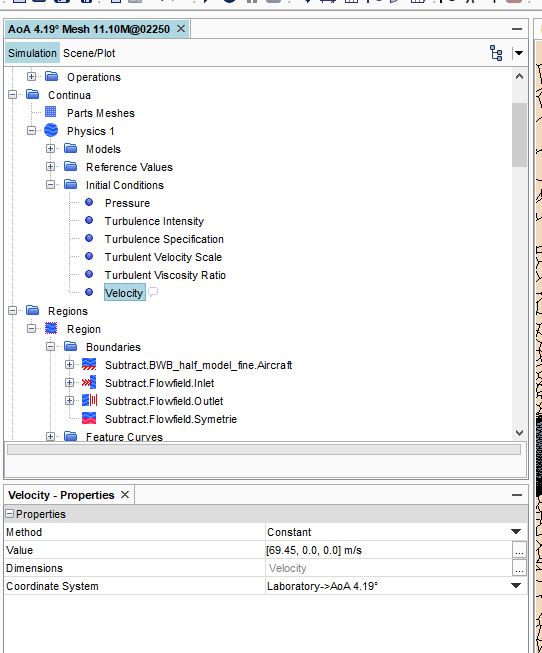 AoA 4.19° Mesh 11.10M@02250
Simulation Scene/Plot
Operations
Continua
Parts Meshes
Physics 1
Models
Reference Values
Initial Conditions
Pressure
Turbulence Intensity
Turbulence Specification
Turbulent Velocity Scale
Turbulent Viscosity Ratio
Velocity
Regions
Region
Boundaries
Subtract.BWB_half_model_fine.Aircraft
Subtract.Flowfield.Inlet
Subtract.Flowfield.Outlet
Subtract.Flowfield.Symetrie
Feature Curves
Velocity - Properties
Properties
Method Constant
Value [69.45, 0.0, 0.0] m/s ...
Dimensions Velocity ...
Coordinate System Laboratory->AoA 4.19°